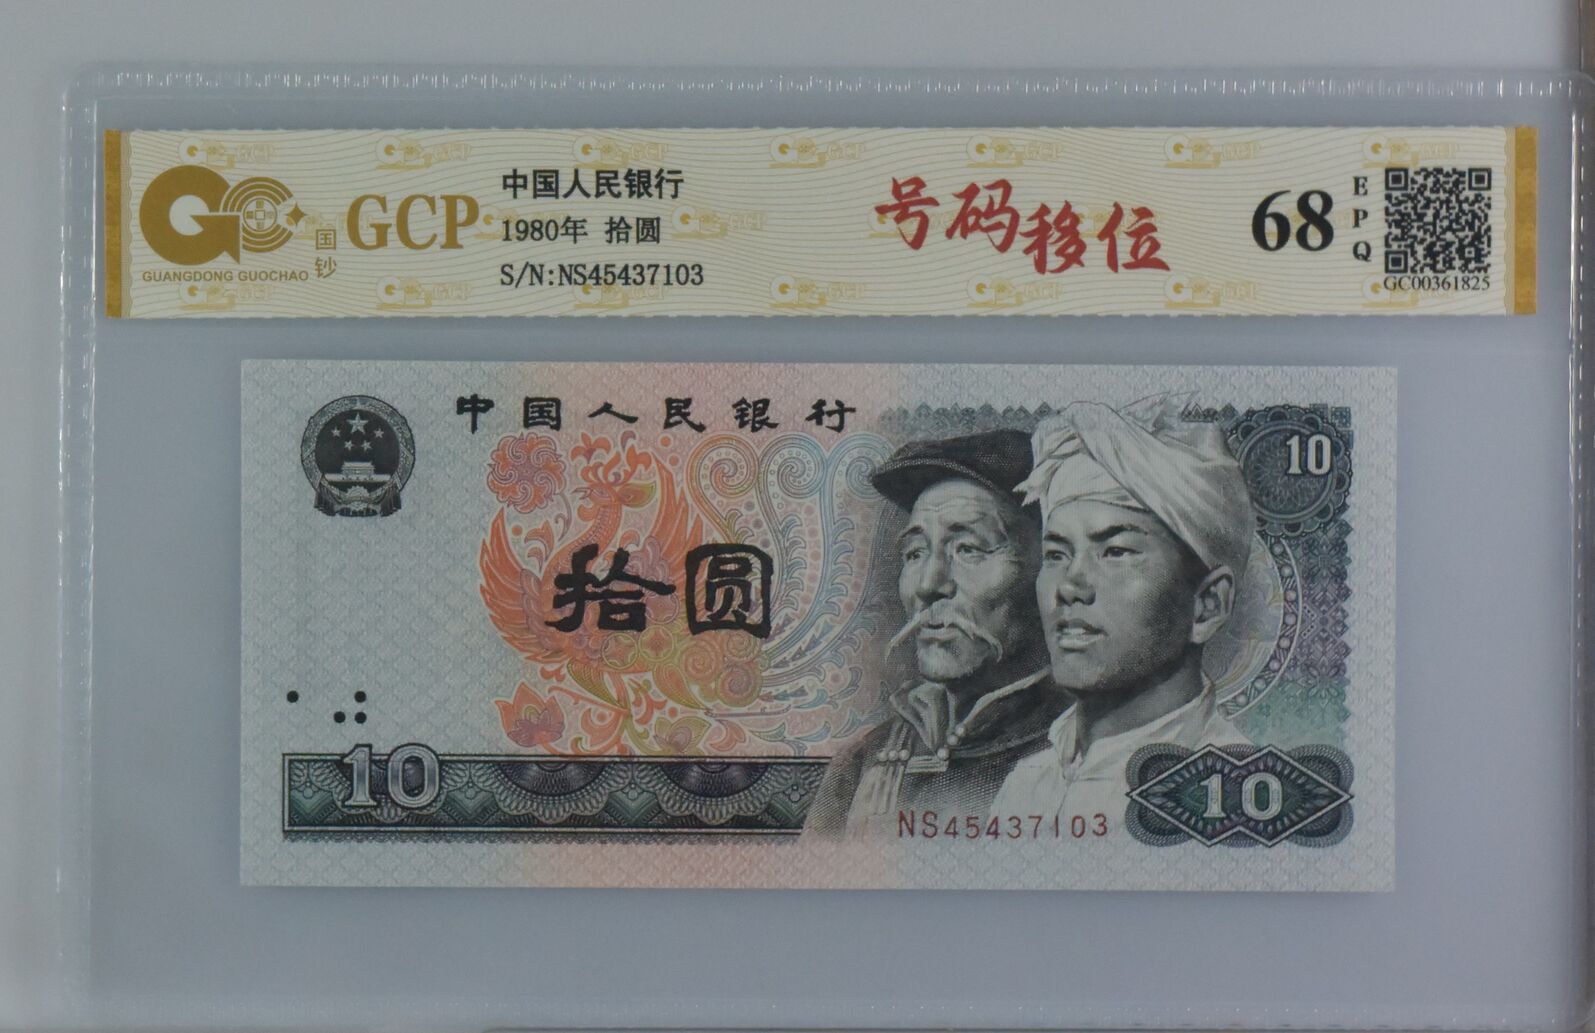 GCP
国钞
GUANGDONG GUOCHAO
中国人民银行
1980年 拾圆
S/N:NS45437103
号码移位
68
EPQ
GC00361825
中国人民银行
10
拾圆
10
NS45437103
10